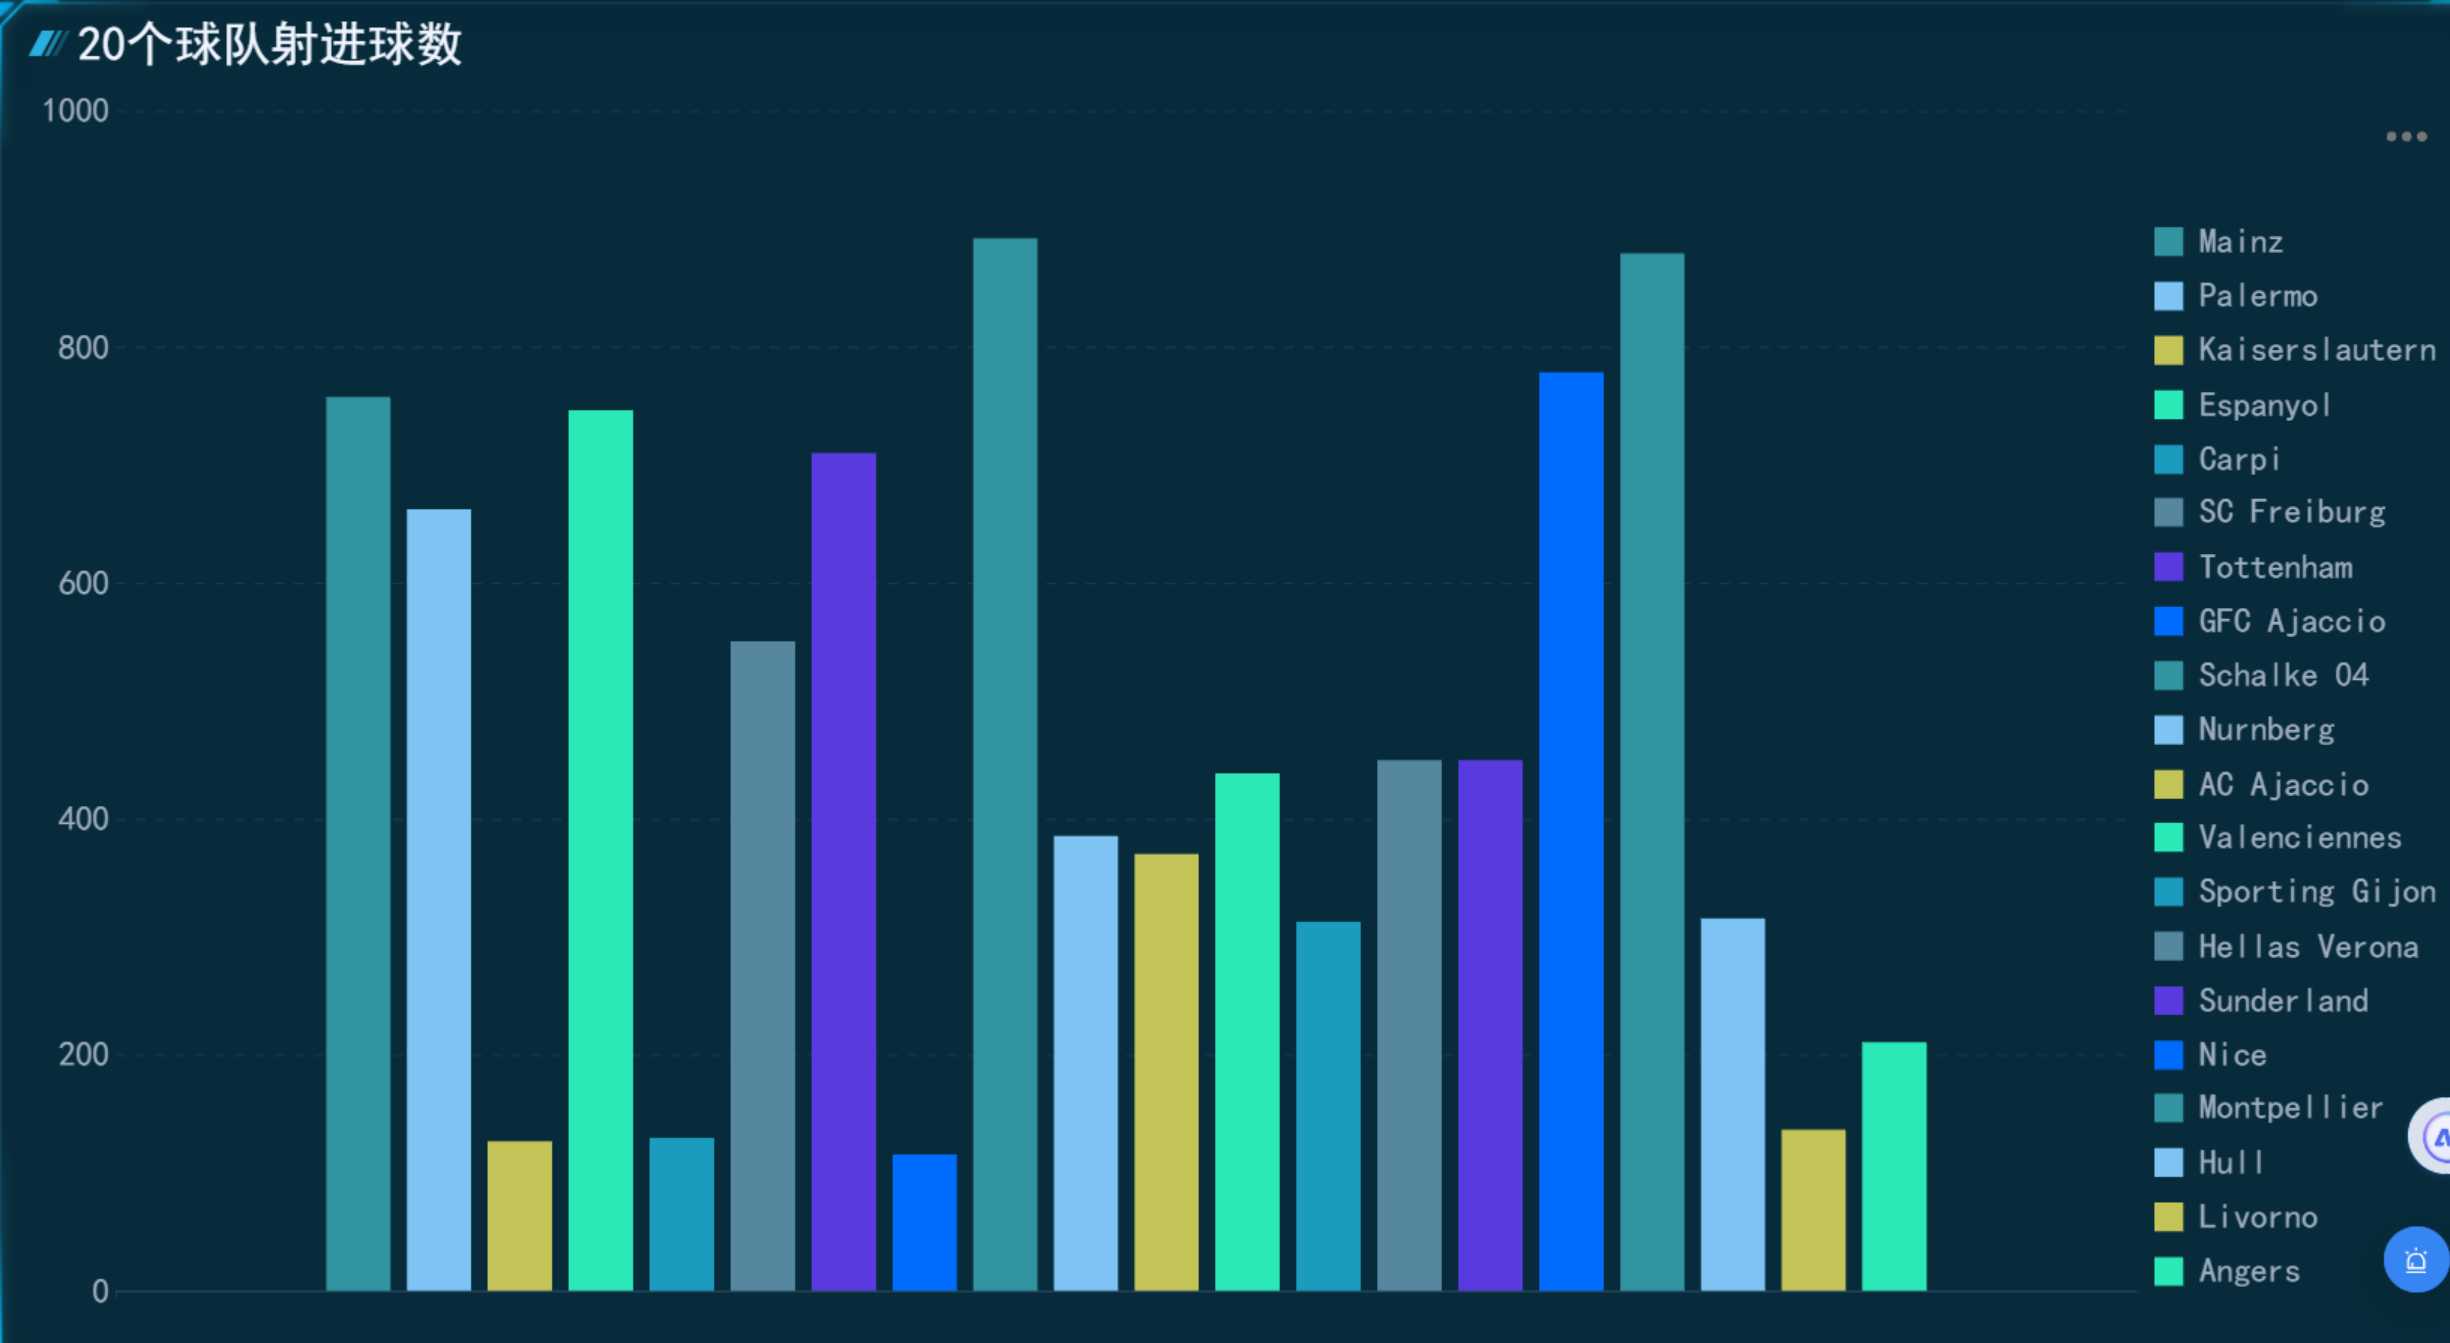 20个球队射进球数
1000
800
600
400
200
0
Mainz
Palermo
Kaiserslautern
Espanyol
Carpi
SC Freiburg
Tottenham
GFC Ajaccio
Schalke 04
Nurnberg
AC Ajaccio
Valenciennes
Sporting Gijon
Hellas Verona
Sunderland
Nice
Montpellier
Hull
Livorno
Angers